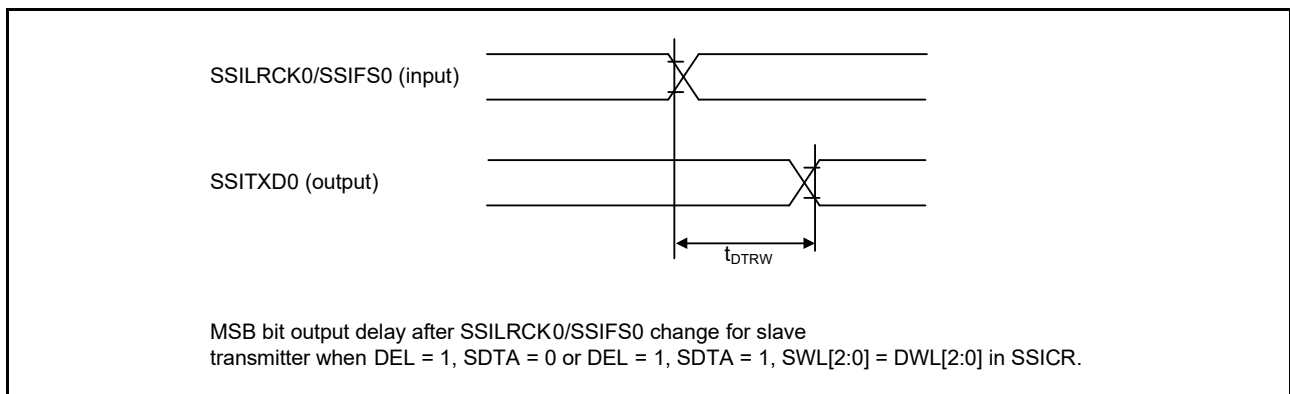 SSILRCK0/SSIFS0 (input)
SSITXD0 (output)
tDTRW
MSB bit output delay after SSILRCK0/SSIFS0 change for slave
transmitter when DEL = 1, SDTA = 0 or DEL = 1, SDTA = 1, SWL[2:0] = DWL[2:0] in SSICR.